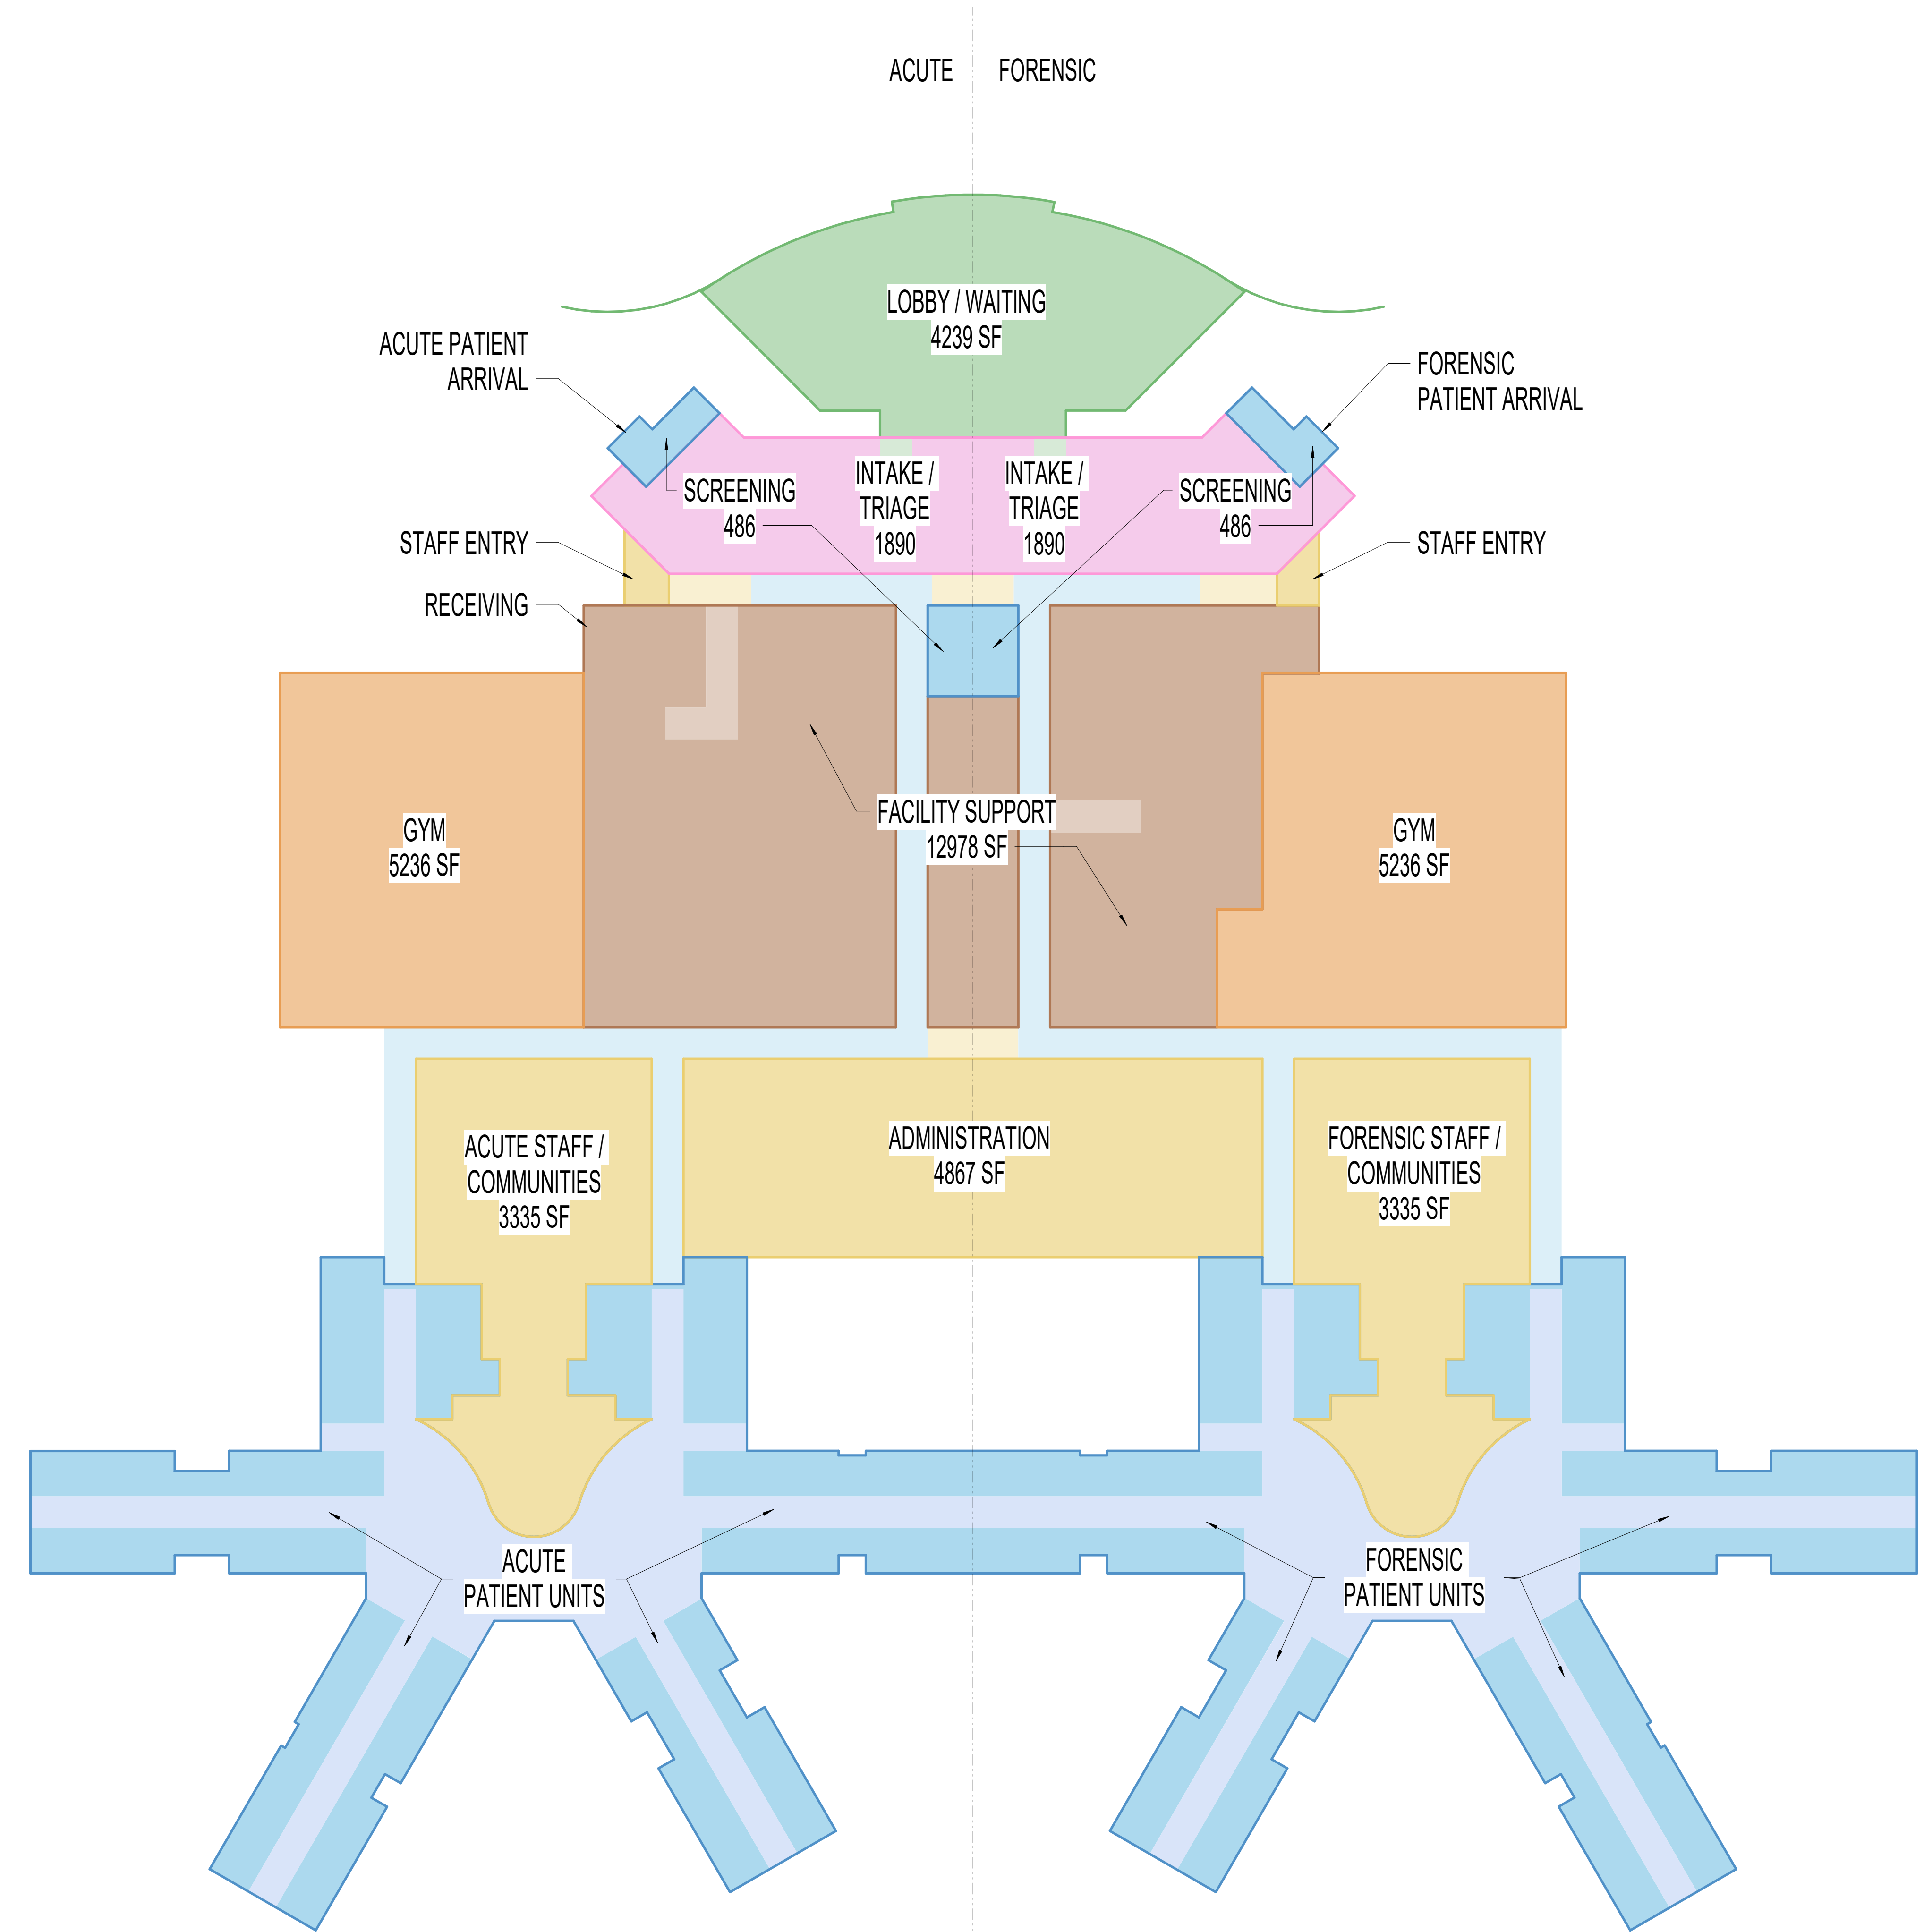 ACUTE
FORENSIC
LOBBY / WAITING
4239 SF
ACUTE PATIENT
ARRIVAL
FORENSIC
PATIENT ARRIVAL
SCREENING
486
INTAKE /
TRIAGE
1890
INTAKE /
TRIAGE
1890
SCREENING
486
STAFF ENTRY
STAFF ENTRY
RECEIVING
FACILITY SUPPORT
12978 SF
GYM
5236 SF
GYM
5236 SF
ACUTE STAFF /
COMMUNITIES
3335 SF
ADMINISTRATION
4867 SF
FORENSIC STAFF /
COMMUNITIES
3335 SF
ACUTE
PATIENT UNITS
FORENSIC
PATIENT UNITS